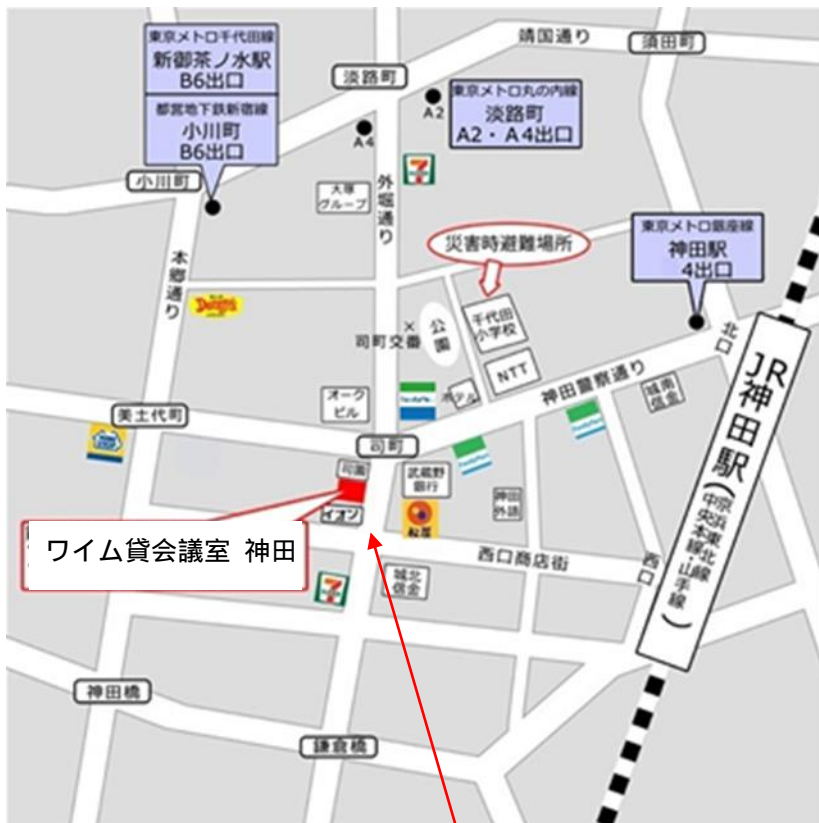 東京メトロ千代田線
新御茶ノ水駅
B6出口
都営地下鉄新宿線
小川町
B6出口
靖国通り
須田町
淡路町
東京メトロ丸の内線
淡路町
A2・A4出口
A2
A4
小川町
大塚
グループ
外堀通り
7
災害時避難場所
東京メトロ銀座線
神田駅
4出口
本郷通り
公園
千代田
小学校
×
司町交番
北口
NTT
神田警察通り
オーク
ビル
FamilyMart
ホテル
城南
信金
JR神田駅(京浜東北線・山手線
中央本線)
美土代町
司町
FamilyMart
FamilyMart
司園
武蔵野
銀行
神田
外語
イオン
松屋
ワイム貸会議室 神田
西口商店街
西口
城北
信金
7
神田橋
鎌倉橋